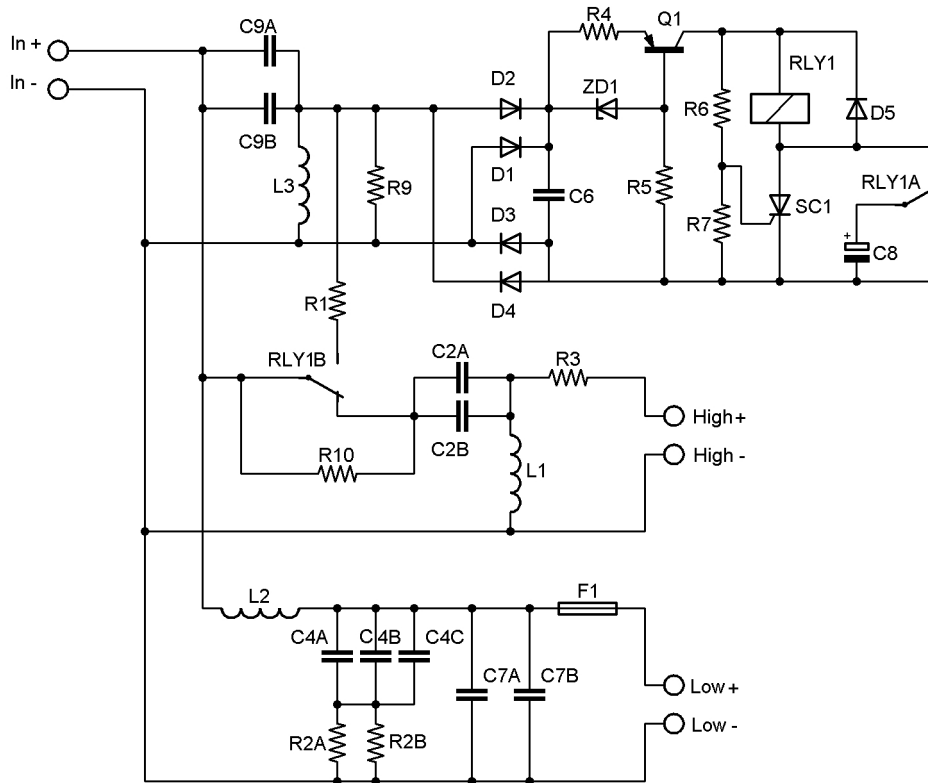 In +
In -
C9A
C9B
L3
R9
R1
D2
D1
D3
D4
C6
R4
Q1
ZD1
R5
R6
R7
RLY1
D5
SC1
RLY1A
+
C8
RLY1B
R10
C2A
C2B
R3
L1
High+
High -
L2
C4A
C4B
C4C
R2A
R2B
C7A
C7B
F1
Low +
Low -